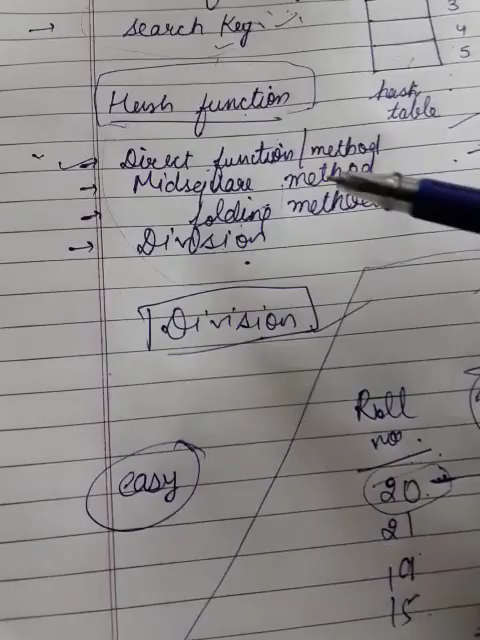 → search Key
3
4
5
Hash function
hash
table
→ Direct function/method
→ Midsquare method
→ folding method
→ Division
Division
easy
Roll
no.
20
21
19
15